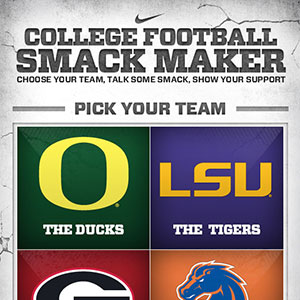 COLLEGE FOOTBALL
SMACK MAKER
CHOOSE YOUR TEAM, TALK SOME SMACK, SHOW YOUR SUPPORT
PICK YOUR TEAM
O
LSU
THE DUCKS
THE TIGERS
G